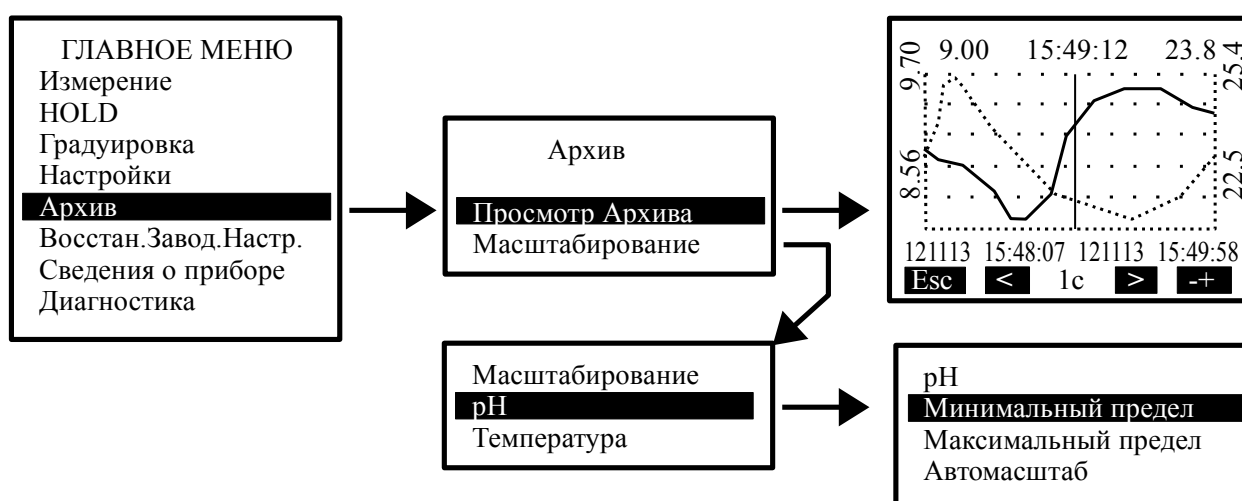 ГЛАВНОЕ МЕНЮ
Измерение
HOLD
Градуировка
Настройки
Архив
Восстан.Завод.Настр.
Сведения о приборе
Диагностика
Архив
Просмотр Архива
Масштабирование
9.70 9.00 15:49:12 23.8 25.4
8.56 22.5
121113 15:48:07 121113 15:49:58
Esc < 1с > -+
Масштабирование
pH
Температура
pH
Минимальный предел
Максимальный предел
Автомасштаб